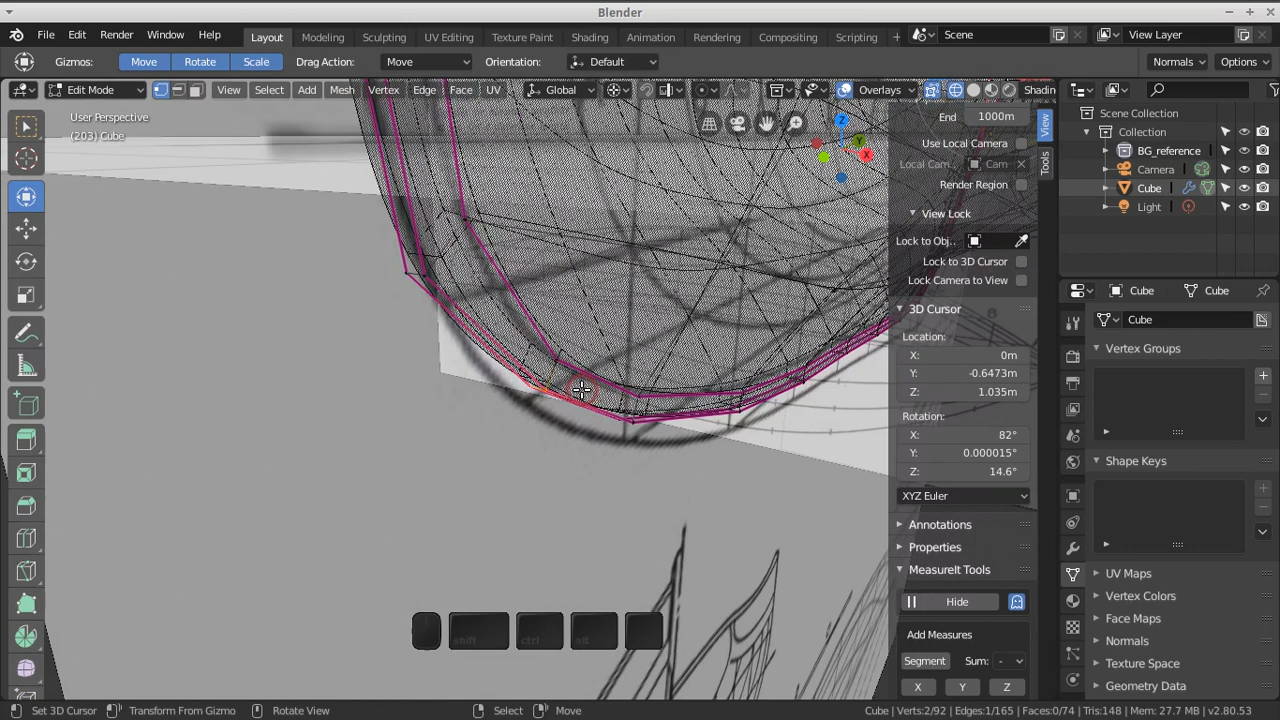 Blender
File Edit Render Window Help Layout Modeling Sculpting UV Editing Texture Paint Shading Animation Rendering Compositing Scripting + Scene View Layer
Gizmos: Move Rotate Scale Drag Action: Move Orientation: Default Normals Options
Edit Mode View Select Add Mesh Vertex Edge Face UV Global Overlays Shadin
User Perspective
(203) Cube
End 1000m
Use Local Camera
Local Cam.. Cam
Render Region
View Lock
Lock to Obj..
Lock to 3D Cursor
Lock Camera to View
3D Cursor
Location:
X: 0m
Y: -0.6473m
Z: 1.035m
Rotation:
X: 82°
Y: 0.000015°
Z: 14.6°
XYZ Euler
Annotations
Properties
MeasureIt Tools
Hide
Add Measures
Segment Sum: -
X Y Z
View
Tools
Z
Y
X
shift ctrl alt
Scene Collection
Collection
BG_reference
Camera
Cube
Light
Cube Cube
Cube
Vertex Groups
Shape Keys
UV Maps
Vertex Colors
Face Maps
Normals
Texture Space
Geometry Data
Set 3D Cursor Transform From Gizmo Rotate View Select Move Cube | Verts:2/92 | Edges:1/165 | Faces:0/74 | Tris:148 | Mem: 27.7 MB | v2.80.53